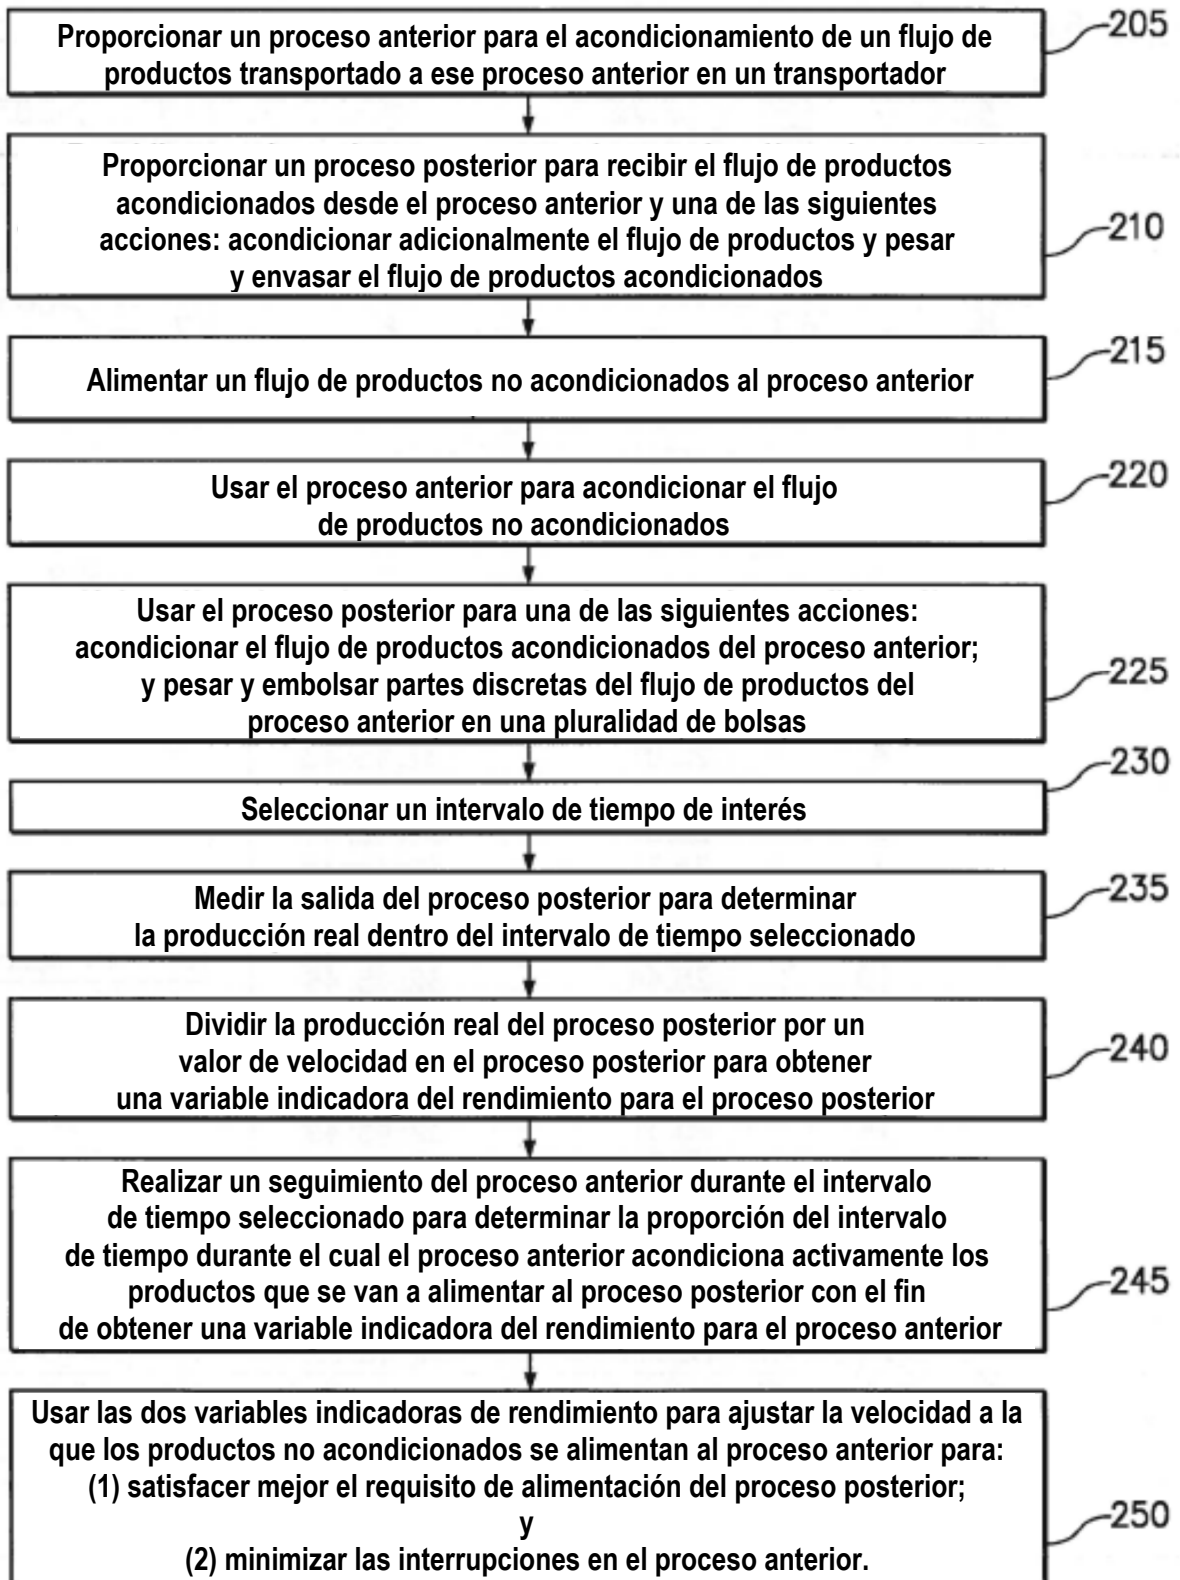 Proporcionar un proceso anterior para el acondicionamiento de un flujo de
productos transportado a ese proceso anterior en un transportador
205
Proporcionar un proceso posterior para recibir el flujo de productos
acondicionados desde el proceso anterior y una de las siguientes
acciones: acondicionar adicionalmente el flujo de productos y pesar
y envasar el flujo de productos acondicionados
210
Alimentar un flujo de productos no acondicionados al proceso anterior
215
Usar el proceso anterior para acondicionar el flujo
de productos no acondicionados
220
Usar el proceso posterior para una de las siguientes acciones:
acondicionar el flujo de productos acondicionados del proceso anterior;
y pesar y embolsar partes discretas del flujo de productos del
proceso anterior en una pluralidad de bolsas
225
Seleccionar un intervalo de tiempo de interés
230
Medir la salida del proceso posterior para determinar
la producción real dentro del intervalo de tiempo seleccionado
235
Dividir la producción real del proceso posterior por un
valor de velocidad en el proceso posterior para obtener
una variable indicadora del rendimiento para el proceso posterior
240
Realizar un seguimiento del proceso anterior durante el intervalo
de tiempo seleccionado para determinar la proporción del intervalo
de tiempo durante el cual el proceso anterior acondiciona activamente los
productos que se van a alimentar al proceso posterior con el fin
de obtener una variable indicadora del rendimiento para el proceso anterior
245
Usar las dos variables indicadoras de rendimiento para ajustar la velocidad a la
que los productos no acondicionados se alimentan al proceso anterior para:
(1) satisfacer mejor el requisito de alimentación del proceso posterior;
y
(2) minimizar las interrupciones en el proceso anterior.
250